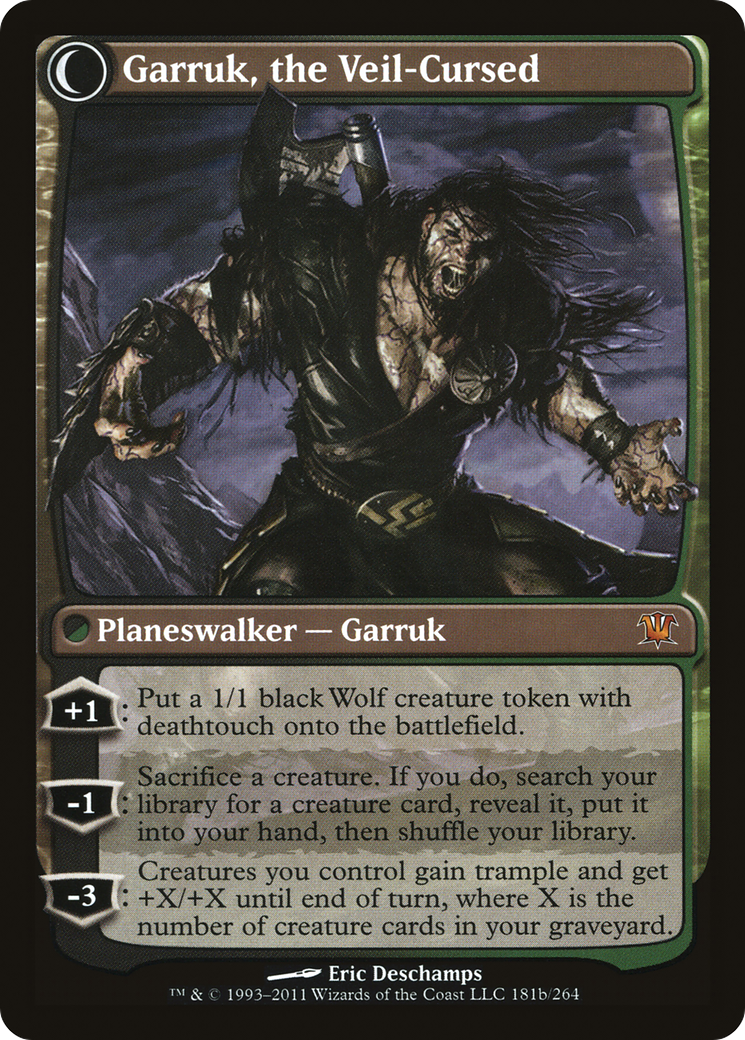 Garruk, the Veil-Cursed
Planeswalker — Garruk
+1: Put a 1/1 black Wolf creature token with
deathtouch onto the battlefield.
-1: Sacrifice a creature. If you do, search your
library for a creature card, reveal it, put it
into your hand, then shuffle your library.
-3: Creatures you control gain trample and get
+X/+X until end of turn, where X is the
number of creature cards in your graveyard.
Eric Deschamps
™ & © 1993–2011 Wizards of the Coast LLC 181b/264